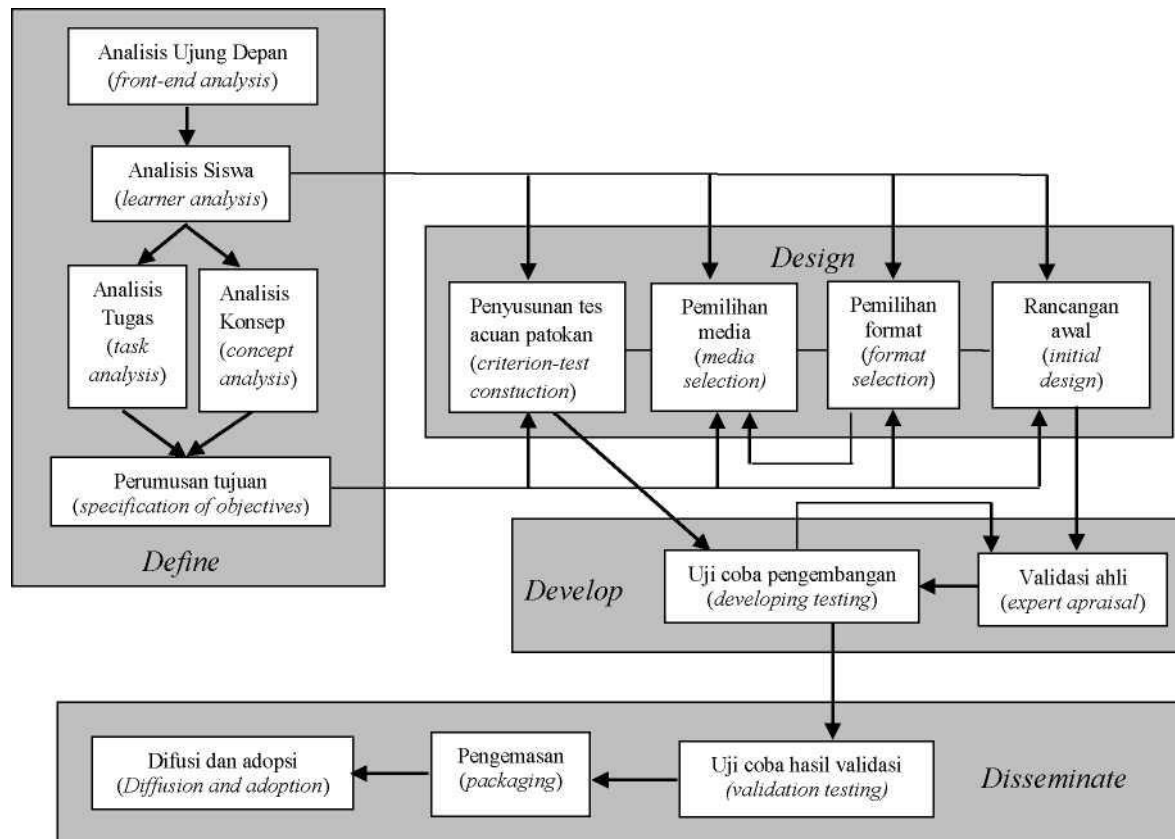 Analisis Ujung Depan
(front-end analysis)
Analisis Siswa
(learner analysis)
Analisis
Tugas
(task
analysis)
Analisis
Konsep
(concept
analysis)
Perumusan tujuan
(specification of objectives)
Define
Design
Penyusunan tes
acuan patokan
(criterion-test
constuction)
Pemilihan
media
(media
selection)
Pemilihan
format
(format
selection)
Rancangan
awal
(initial
design)
Develop
Uji coba pengembangan
(developing testing)
Validasi ahli
(expert apraisal)
Difusi dan adopsi
(Diffusion and adoption)
Pengemasan
(packaging)
Uji coba hasil validasi
(validation testing)
Disseminate